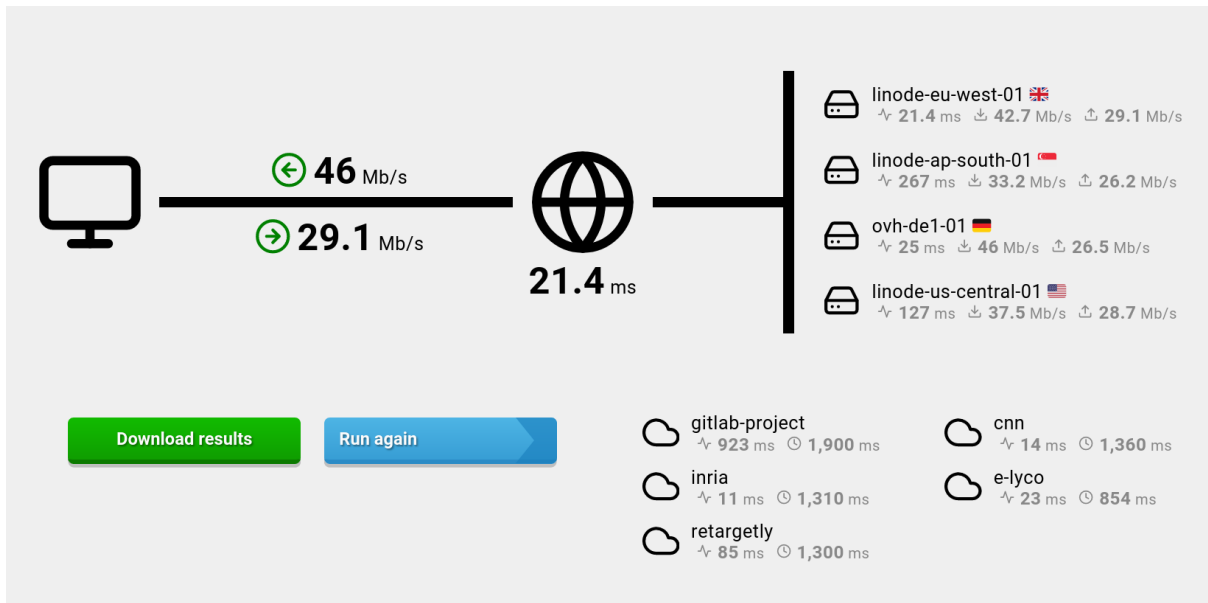 46 Mb/s
29.1 Mb/s
21.4 ms
linode-eu-west-01
21.4 ms 42.7 Mb/s 29.1 Mb/s
linode-ap-south-01
267 ms 33.2 Mb/s 26.2 Mb/s
ovh-de1-01
25 ms 46 Mb/s 26.5 Mb/s
linode-us-central-01
127 ms 37.5 Mb/s 28.7 Mb/s
Download results
Run again
gitlab-project
923 ms 1,900 ms
cnn
14 ms 1,360 ms
inria
11 ms 1,310 ms
e-lyco
23 ms 854 ms
retargetly
85 ms 1,300 ms